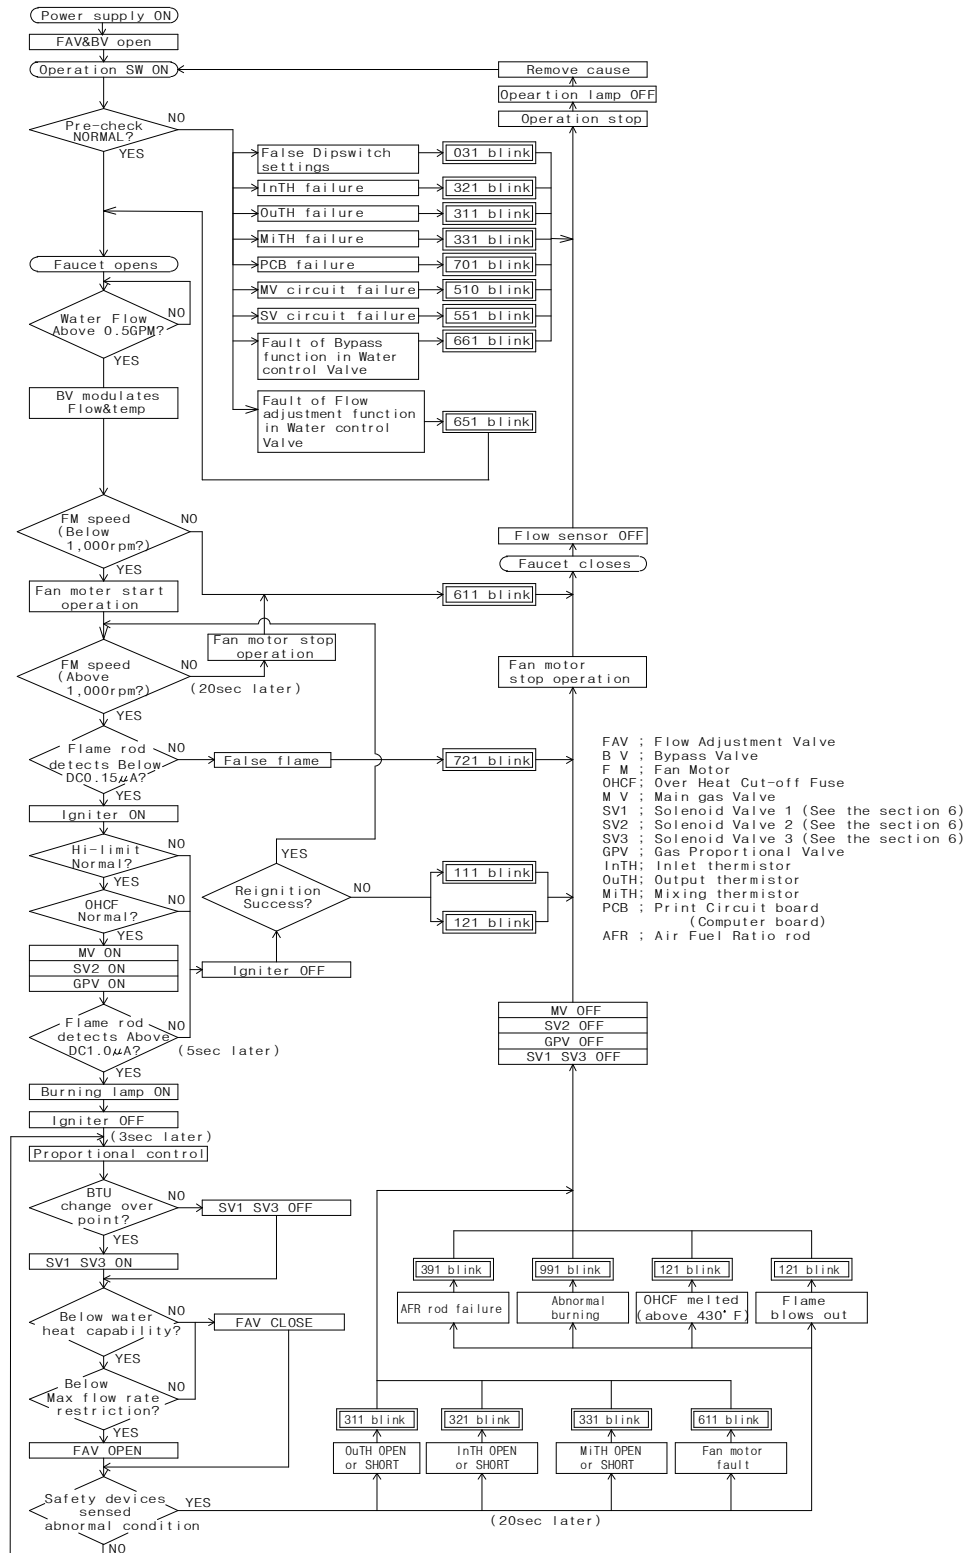 Power supply ON
FAV&BV open
Operation SW ON
Remove cause
Opeartion lamp OFF
Operation stop
Pre-check
NORMAL?
NO
YES
False Dipswitch
settings
031 blink
InTH failure
321 blink
OuTH failure
311 blink
MiTH failure
331 blink
PCB failure
701 blink
MV circuit failure
510 blink
SV circuit failure
551 blink
Fault of Bypass
function in Water
control Valve
661 blink
Fault of Flow
adjustment function
in Water control
Valve
651 blink
Faucet opens
Water Flow
Above 0.5GPM?
NO
YES
BV modulates
Flow&temp
FM speed
(Below
1,000rpm?)
NO
YES
Flow sensor OFF
Faucet closes
Fan moter start
operation
611 blink
Fan motor stop
operation
FM speed
(Above
1,000rpm?)
NO
(20sec later)
YES
Fan motor
stop operation
Flame rod
detects Below
DC0.15μA?
NO
YES
False flame
721 blink
FAV ; Flow Adjustment Valve
B V ; Bypass Valve
F M ; Fan Motor
OHCF; Over Heat Cut-off Fuse
M V ; Main gas Valve
SV1 ; Solenoid Valve 1 (See the section 6)
SV2 ; Solenoid Valve 2 (See the section 6)
SV3 ; Solenoid Valve 3 (See the section 6)
GPV ; Gas Proportional Valve
InTH; Inlet thermistor
OuTH; Output thermistor
MiTH; Mixing thermistor
PCB ; Print Circuit board
(Computer board)
AFR ; Air Fuel Ratio rod
Igniter ON
Hi-limit
Normal?
NO
YES
OHCF
Normal?
NO
YES
YES
Reignition
Success?
NO
111 blink
121 blink
MV ON
SV2 ON
GPV ON
Igniter OFF
Flame rod
detects Above
DC1.0μA?
NO
(5sec later)
YES
MV OFF
SV2 OFF
GPV OFF
SV1 SV3 OFF
Burning lamp ON
Igniter OFF
(3sec later)
Proportional control
BTU
change over
point?
NO
YES
SV1 SV3 OFF
SV1 SV3 ON
391 blink
991 blink
121 blink
121 blink
AFR rod failure
Abnormal
burning
OHCF melted
(above 430°F)
Flame
blows out
Below water
heat capability?
NO
YES
FAV CLOSE
Below
Max flow rate
restriction?
NO
YES
FAV OPEN
311 blink
321 blink
331 blink
611 blink
OuTH OPEN
or SHORT
InTH OPEN
or SHORT
MiTH OPEN
or SHORT
Fan motor
fault
Safety devices
sensed
abnormal condition
YES
(20sec later)
NO